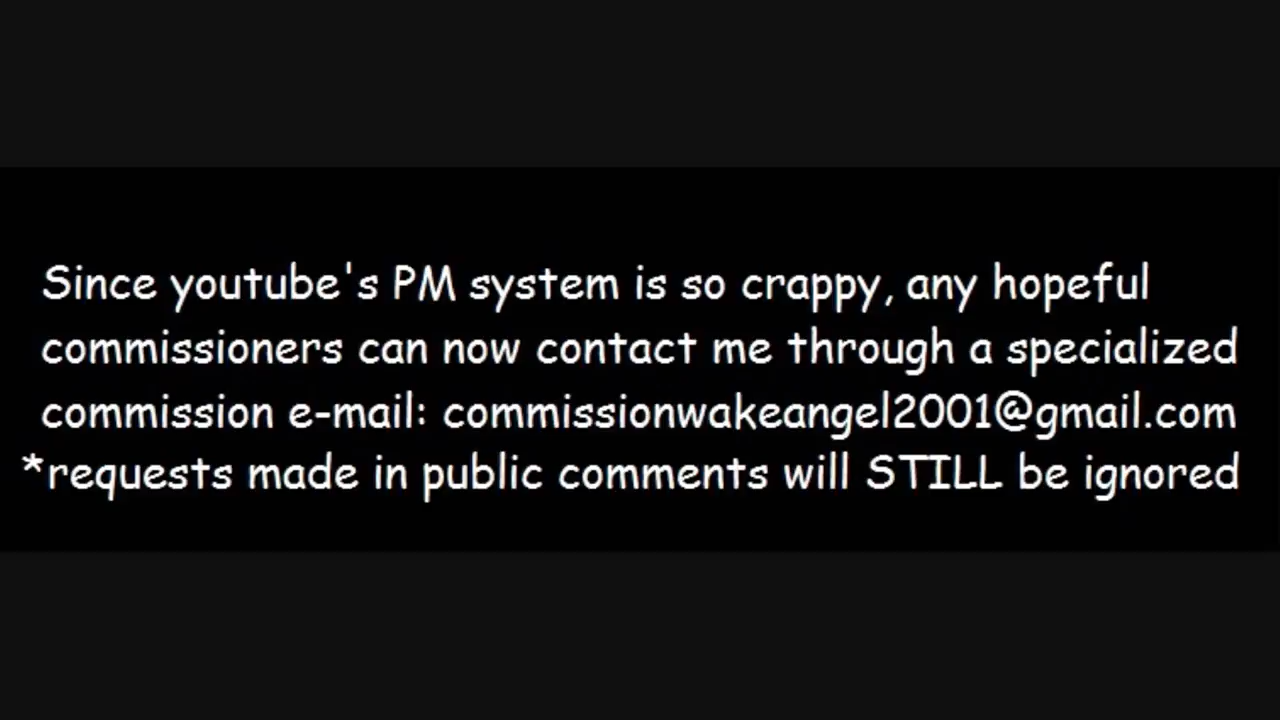 Since youtube's PM system is so crappy, any hopeful
commissioners can now contact me through a specialized
commission e-mail: commissionwakeangel2001@gmail.com
*requests made in public comments will STILL be ignored